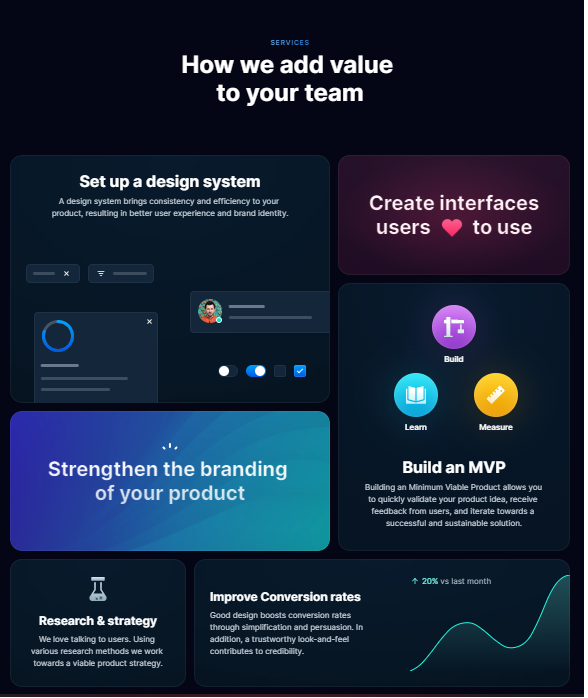 SERVICES
How we add value
to your team
Set up a design system
A design system brings consistency and efficiency to your
product, resulting in better user experience and brand identity.
Create interfaces
users ❤ to use
Build
Learn
Measure
Build an MVP
Building an Minimum Viable Product allows you
to quickly validate your product idea, receive
feedback from users, and iterate towards a
successful and sustainable solution.
Strengthen the branding
of your product
Research & strategy
We love talking to users. Using
various research methods we work
towards a viable product strategy.
Improve Conversion rates
Good design boosts conversion rates
through simplification and persuasion. In
addition, a trustworthy look-and-feel
contributes to credibility.
↑ 20% vs last month